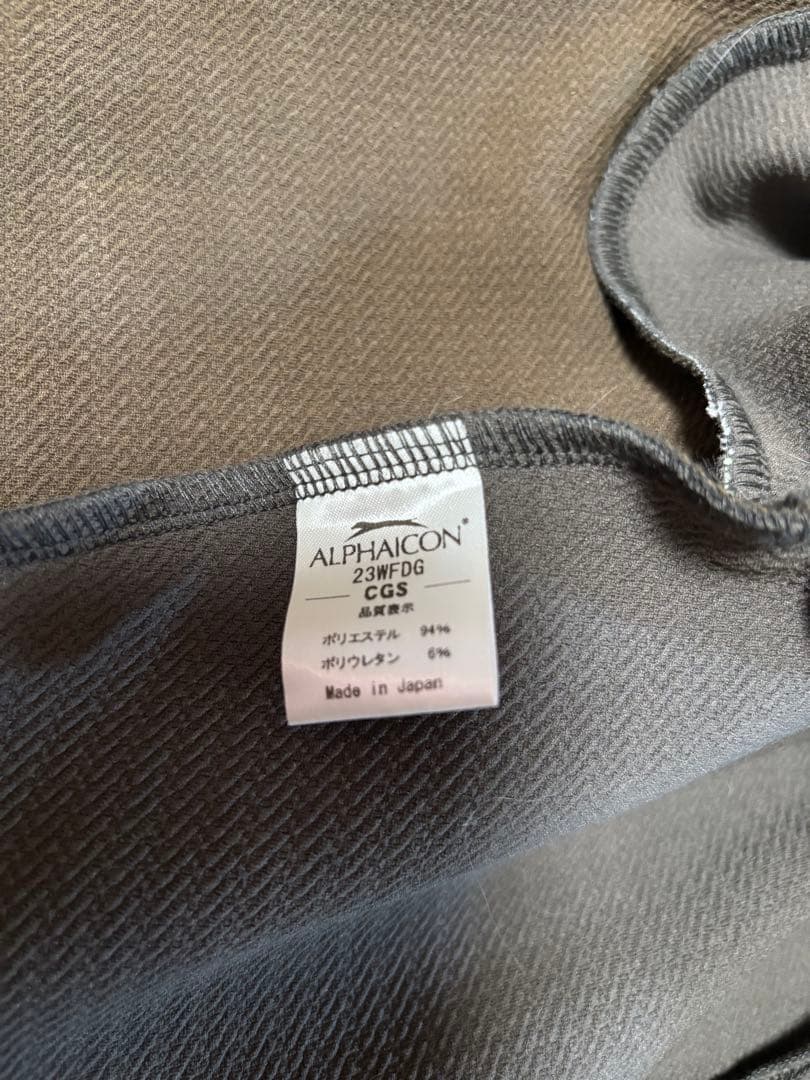 ALPHAICON®
23WFDG
CGS
品質表示
ポリエステル 94%
ポリウレタン 6%
Made in Japan